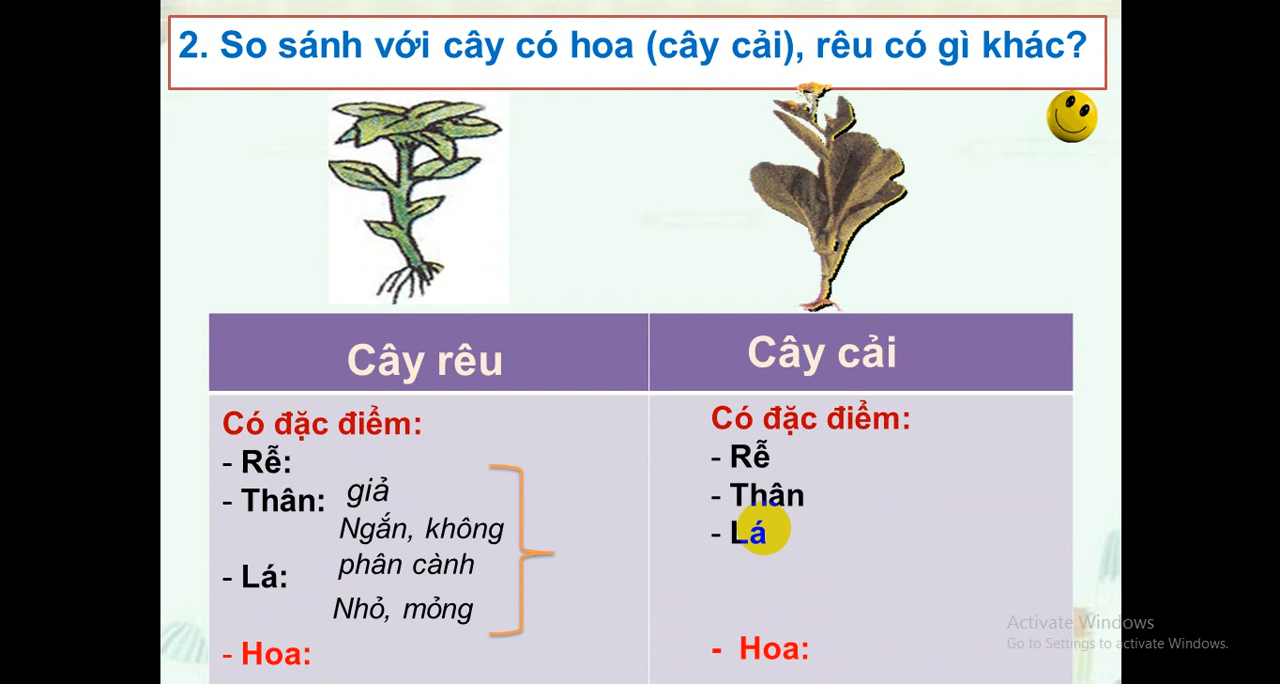 2. So sánh với cây có hoa (cây cải), rêu có gì khác?
Cây rêu
Cây cải
Có đặc điểm:
- Rễ:
giả
- Thân:
Ngắn, không
phân cành
- Lá:
Nhỏ, mỏng
- Hoa:
Có đặc điểm:
- Rễ
- Thân
- Lá
- Hoa:
Activate Windows
Go to Settings to activate Windows.